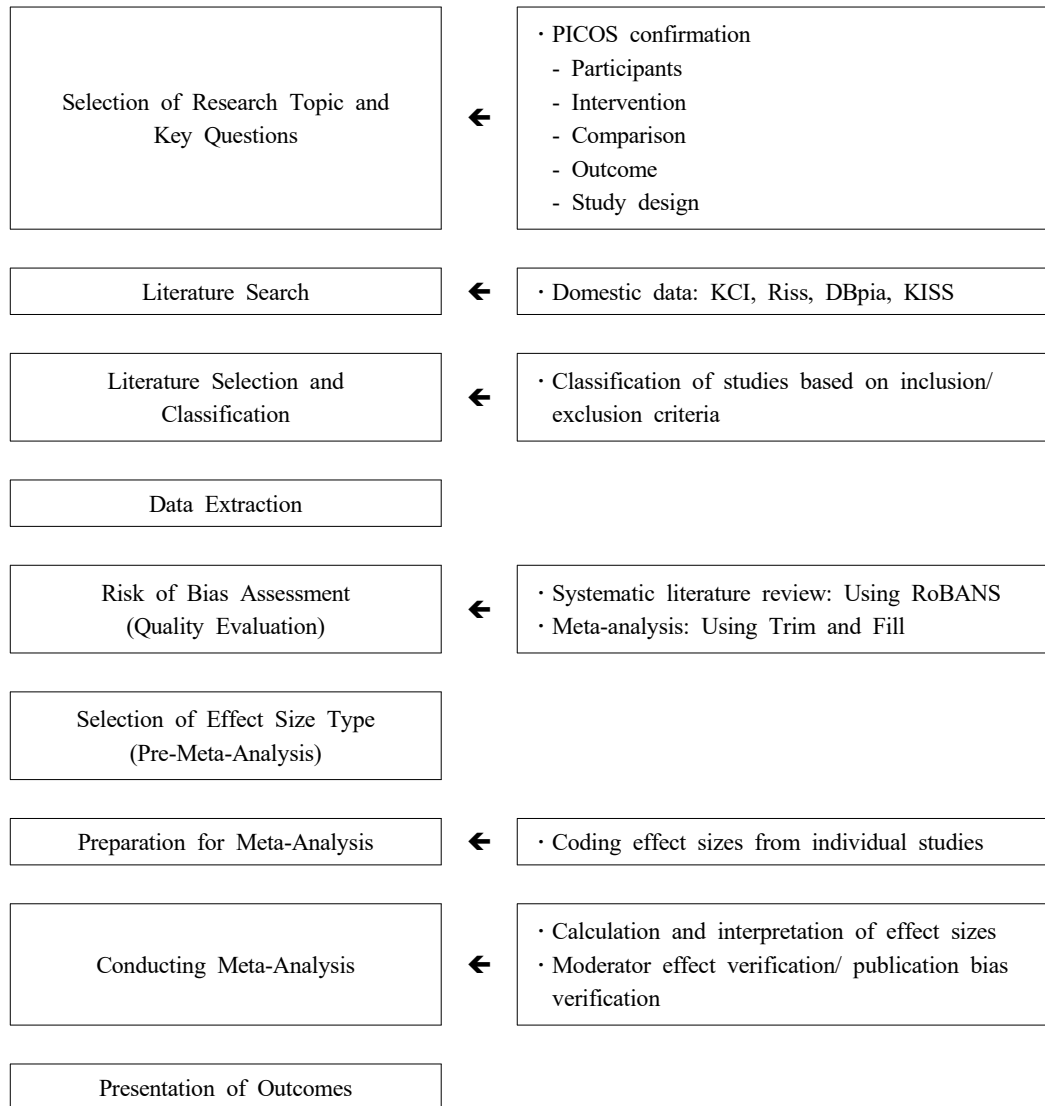 Selection of Research Topic and
Key Questions
🡸
· PICOS confirmation
- Participants
- Intervention
- Comparison
- Outcome
- Study design
Literature Search
🡸
· Domestic data: KCI, Riss, DBpia, KISS
Literature Selection and
Classification
🡸
· Classification of studies based on inclusion/
exclusion criteria
Data Extraction
Risk of Bias Assessment
(Quality Evaluation)
🡸
· Systematic literature review: Using RoBANS
· Meta-analysis: Using Trim and Fill
Selection of Effect Size Type
(Pre-Meta-Analysis)
Preparation for Meta-Analysis
🡸
· Coding effect sizes from individual studies
Conducting Meta-Analysis
🡸
· Calculation and interpretation of effect sizes
· Moderator effect verification/ publication bias
verification
Presentation of Outcomes